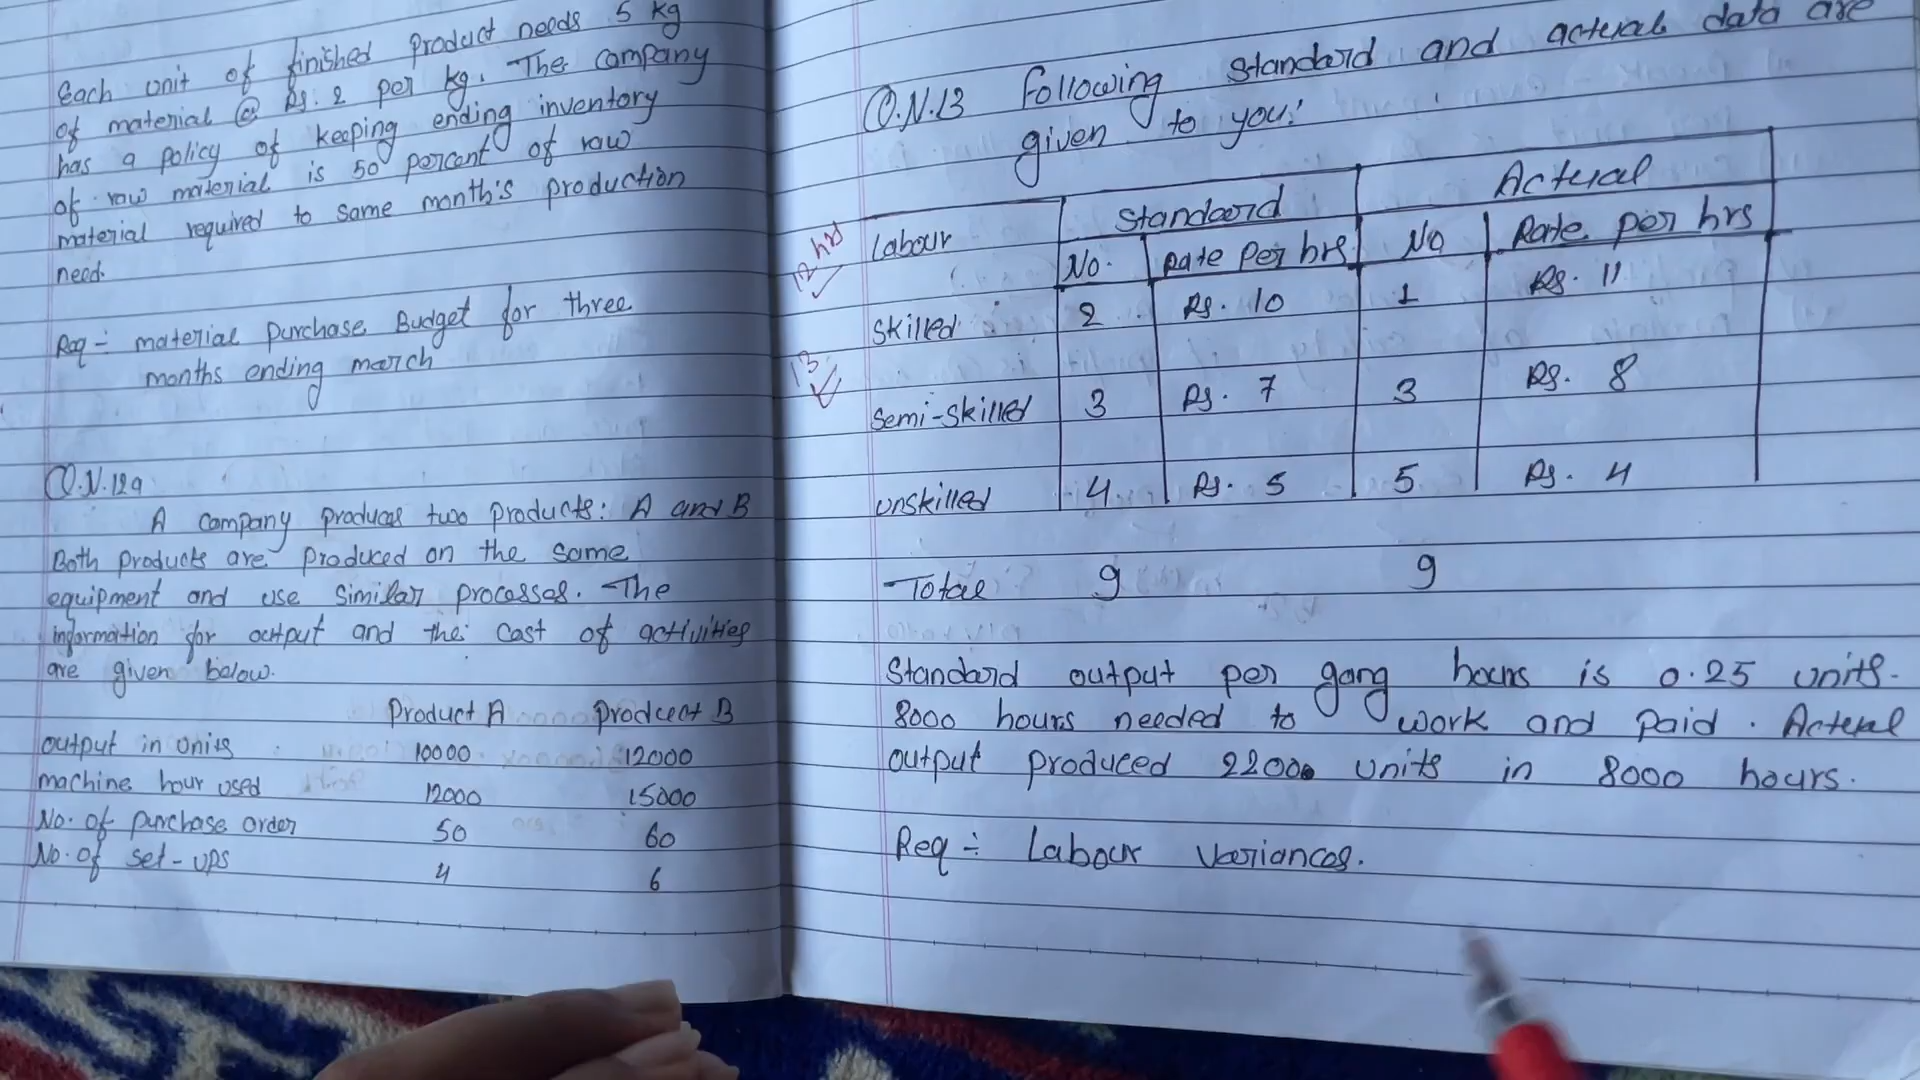 Each unit of finished product needs 5 kg
of material @ Rs. 2 per kg. The company
has a policy of keeping ending inventory
of raw material is 50 percent of raw
material required to same month's production
need.
Req ÷ material purchase Budget for three
months ending march
Q.N.12a
A company produces two products: A and B
Both products are produced on the same
equipment and use similar processes. The
information for output and the cost of activities
are given below.
Product A Product B
output in units 10000 12000
machine hour used 12000 15000
No. of purchase order 50 60
No. of set-ups 4 6
Q.N.13 Following standard and actual data are
given to you:
12 hrs
13
Labour Standard Actual
No. Rate per hrs No Rate per hrs
Skilled 2 Rs. 10 1 Rs. 11
Semi-skilled 3 Rs. 7 3 Rs. 8
unskilled 4 Rs. 5 5 Rs. 4
Total 9 9
Standard output per gang hours is 0.25 units.
8000 hours needed to work and paid. Actual
output produced 22000 units in 8000 hours.
Req ÷ Labour Variances.